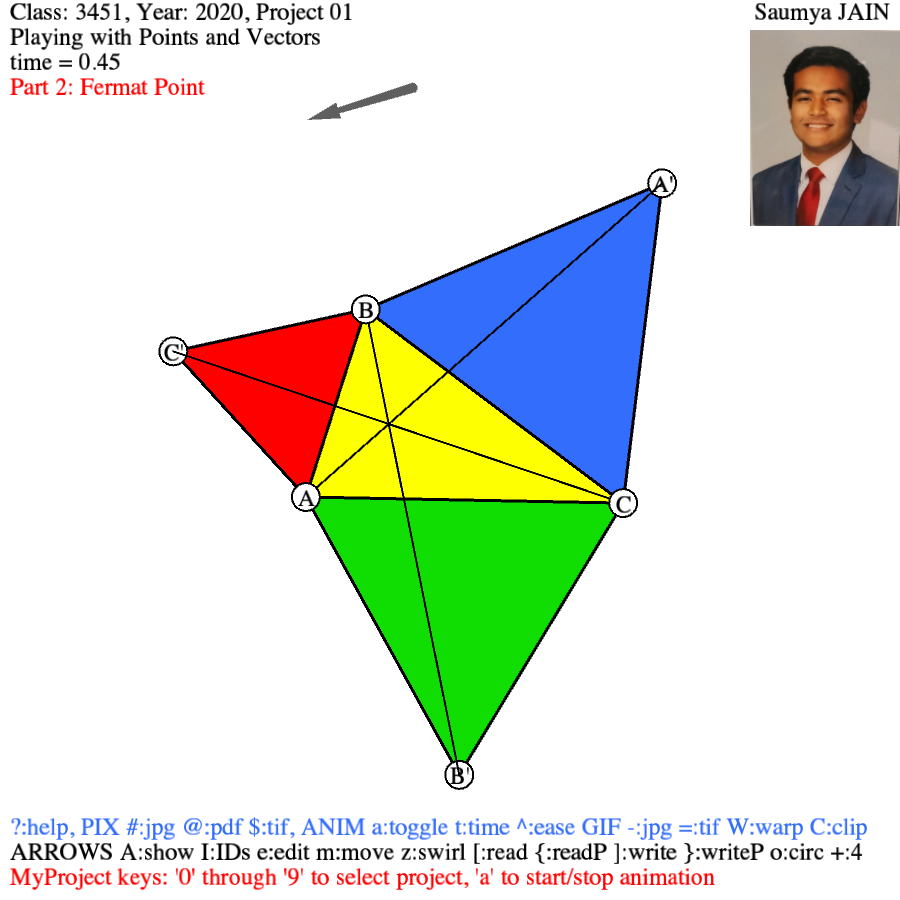 Class: 3451, Year: 2020, Project 01
Saumya JAIN
Playing with Points and Vectors
time = 0.45
Part 2: Fermat Point
A'
B
C'
A
C
B'
?:help, PIX #:jpg @:pdf $:tif, ANIM a:toggle t:time ^:ease GIF -:jpg =:tif W:warp C:clip
ARROWS A:show I:IDs e:edit m:move z:swirl [:read {:readP ]:write }:writeP o:circ +:4
MyProject keys: '0' through '9' to select project, 'a' to start/stop animation